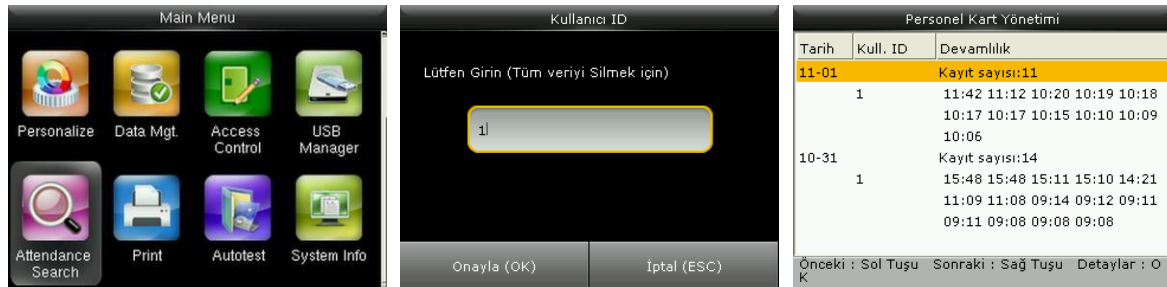 Main Menu
Personalize
Data Mgt.
Access
Control
USB
Manager
Attendance
Search
Print
Autotest
System Info
Kullanıcı ID
Lütfen Girin (Tüm veriyi Silmek için)
1
Onayla (OK)
İptal (ESC)
Personel Kart Yönetimi
Tarih Kull. ID Devamlılık
11-01 Kayıt sayısı:11
1 11:42 11:12 10:20 10:19 10:18
10:17 10:17 10:15 10:10 10:09
10:06
10-31 Kayıt sayısı:14
1 15:48 15:48 15:11 15:10 14:21
11:09 11:08 09:14 09:12 09:11
09:11 09:08 09:08 09:08
Önceki : Sol Tuşu Sonraki : Sağ Tuşu Detaylar : O
K